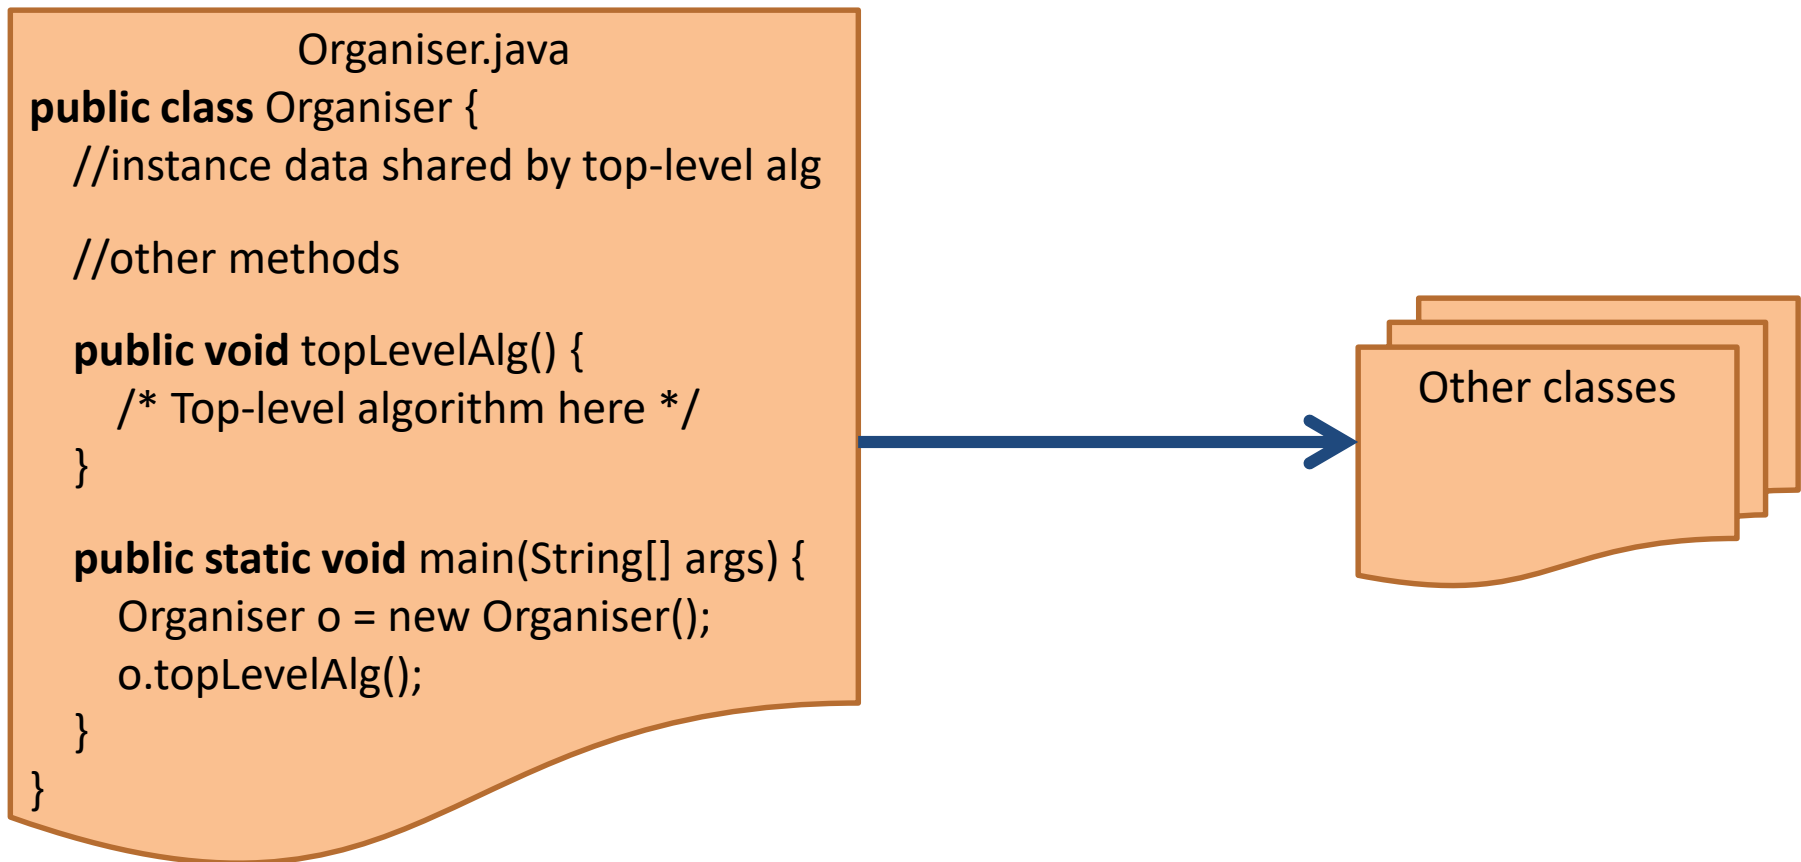 Organiser.java
public class Organiser {
//instance data shared by top-level alg
//other methods
public void topLevelAlg() {
/* Top-level algorithm here */
}
public static void main(String[] args) {
Organiser o = new Organiser();
o.topLevelAlg();
}
}
Other classes